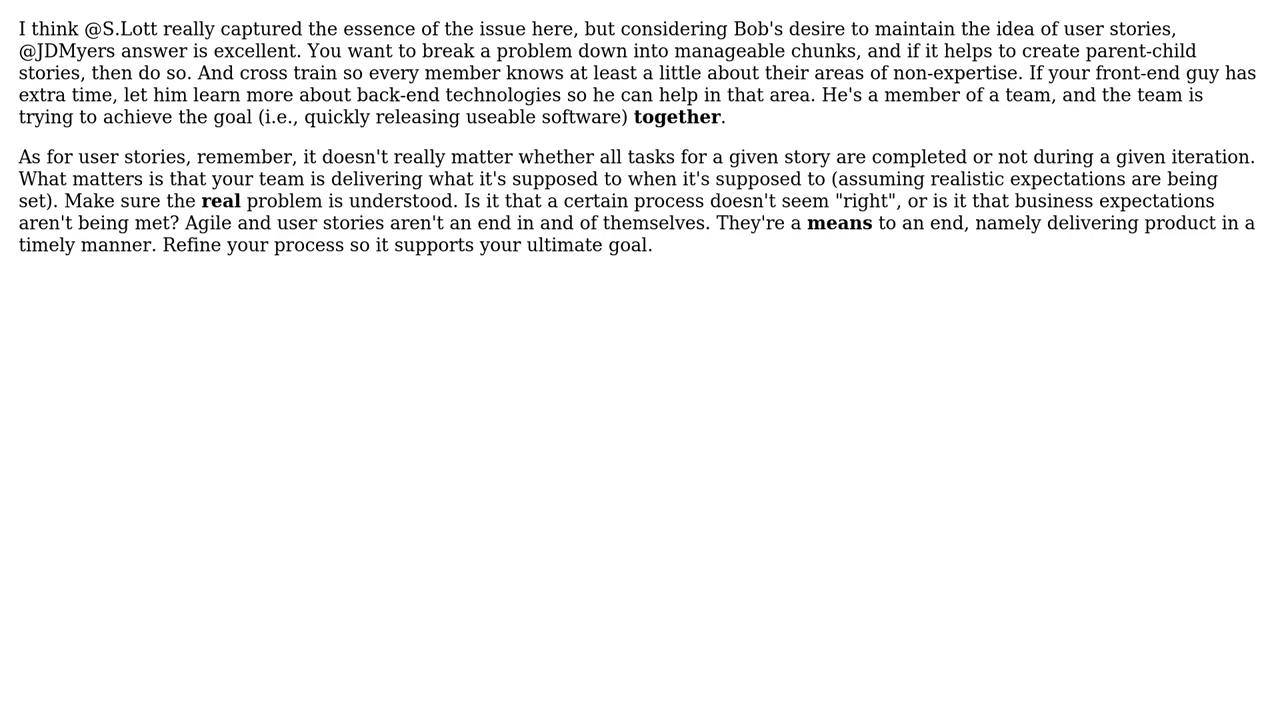 I think @S.Lott really captured the essence of the issue here, but considering Bob's desire to maintain the idea of user stories,
@JDMyers answer is excellent. You want to break a problem down into manageable chunks, and if it helps to create parent-child
stories, then do so. And cross train so every member knows at least a little about their areas of non-expertise. If your front-end guy has
extra time, let him learn more about back-end technologies so he can help in that area. He's a member of a team, and the team is
trying to achieve the goal (i.e., quickly releasing useable software) together.
As for user stories, remember, it doesn't really matter whether all tasks for a given story are completed or not during a given iteration.
What matters is that your team is delivering what it's supposed to when it's supposed to (assuming realistic expectations are being
set). Make sure the real problem is understood. Is it that a certain process doesn't seem "right", or is it that business expectations
aren't being met? Agile and user stories aren't an end in and of themselves. They're a means to an end, namely delivering product in a
timely manner. Refine your process so it supports your ultimate goal.